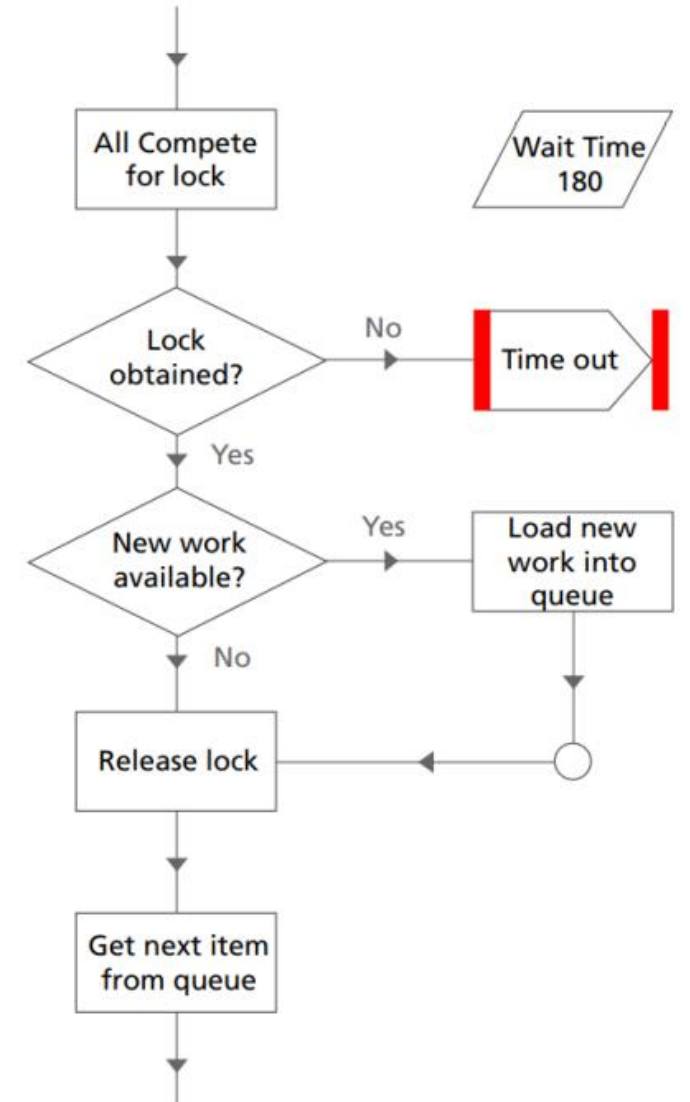 All Compete
for lock
Wait Time
180
Lock
obtained?
No
Time out
Yes
New work
available?
Yes
Load new
work into
queue
No
Release lock
Get next item
from queue